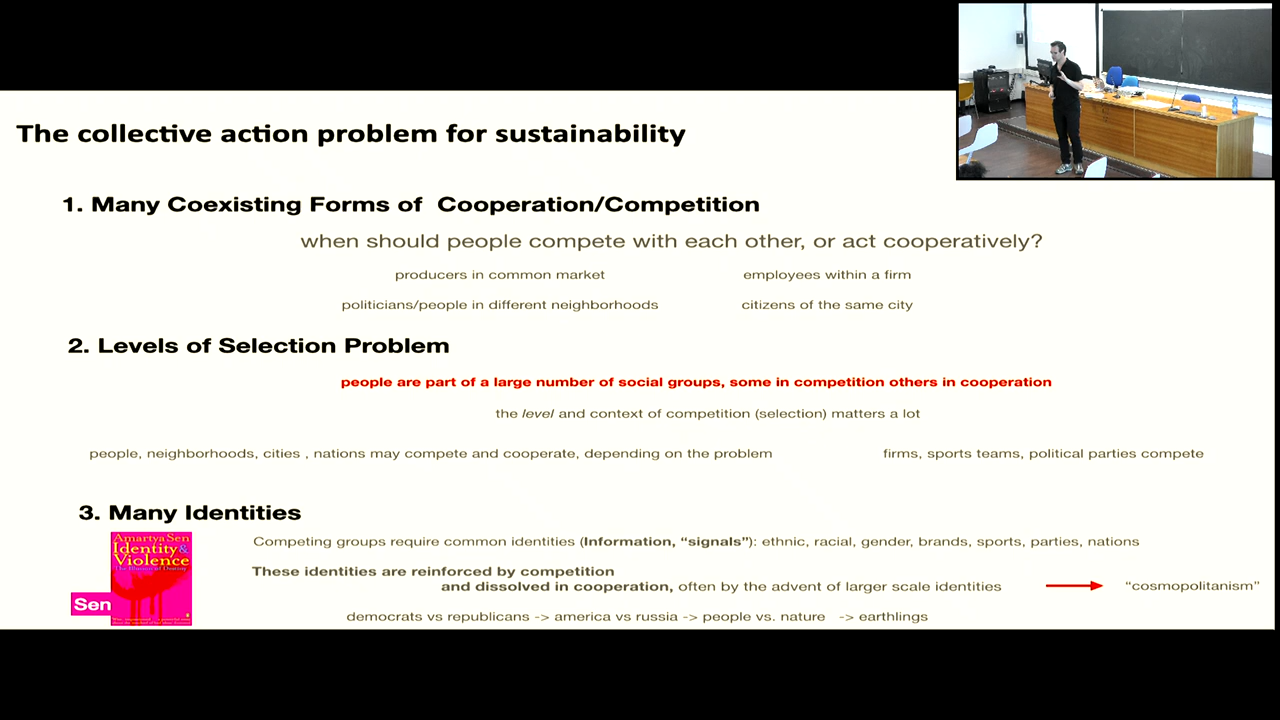 The collective action problem for sustainability
1. Many Coexisting Forms of Cooperation/Competition
when should people compete with each other, or act cooperatively?
producers in common market employees within a firm
politicians/people in different neighborhoods citizens of the same city
2. Levels of Selection Problem
people are part of a large number of social groups, some in competition others in cooperation
the level and context of competition (selection) matters a lot
people, neighborhoods, cities , nations may compete and cooperate, depending on the problem firms, sports teams, political parties compete
3. Many Identities
Amartya Sen
Identity &
Violence
The Illusion of Destiny
Sen
Competing groups require common identities (Information, “signals”): ethnic, racial, gender, brands, sports, parties, nations
These identities are reinforced by competition
and dissolved in cooperation, often by the advent of larger scale identities “cosmopolitanism”
democrats vs republicans -> america vs russia -> people vs. nature -> earthlings